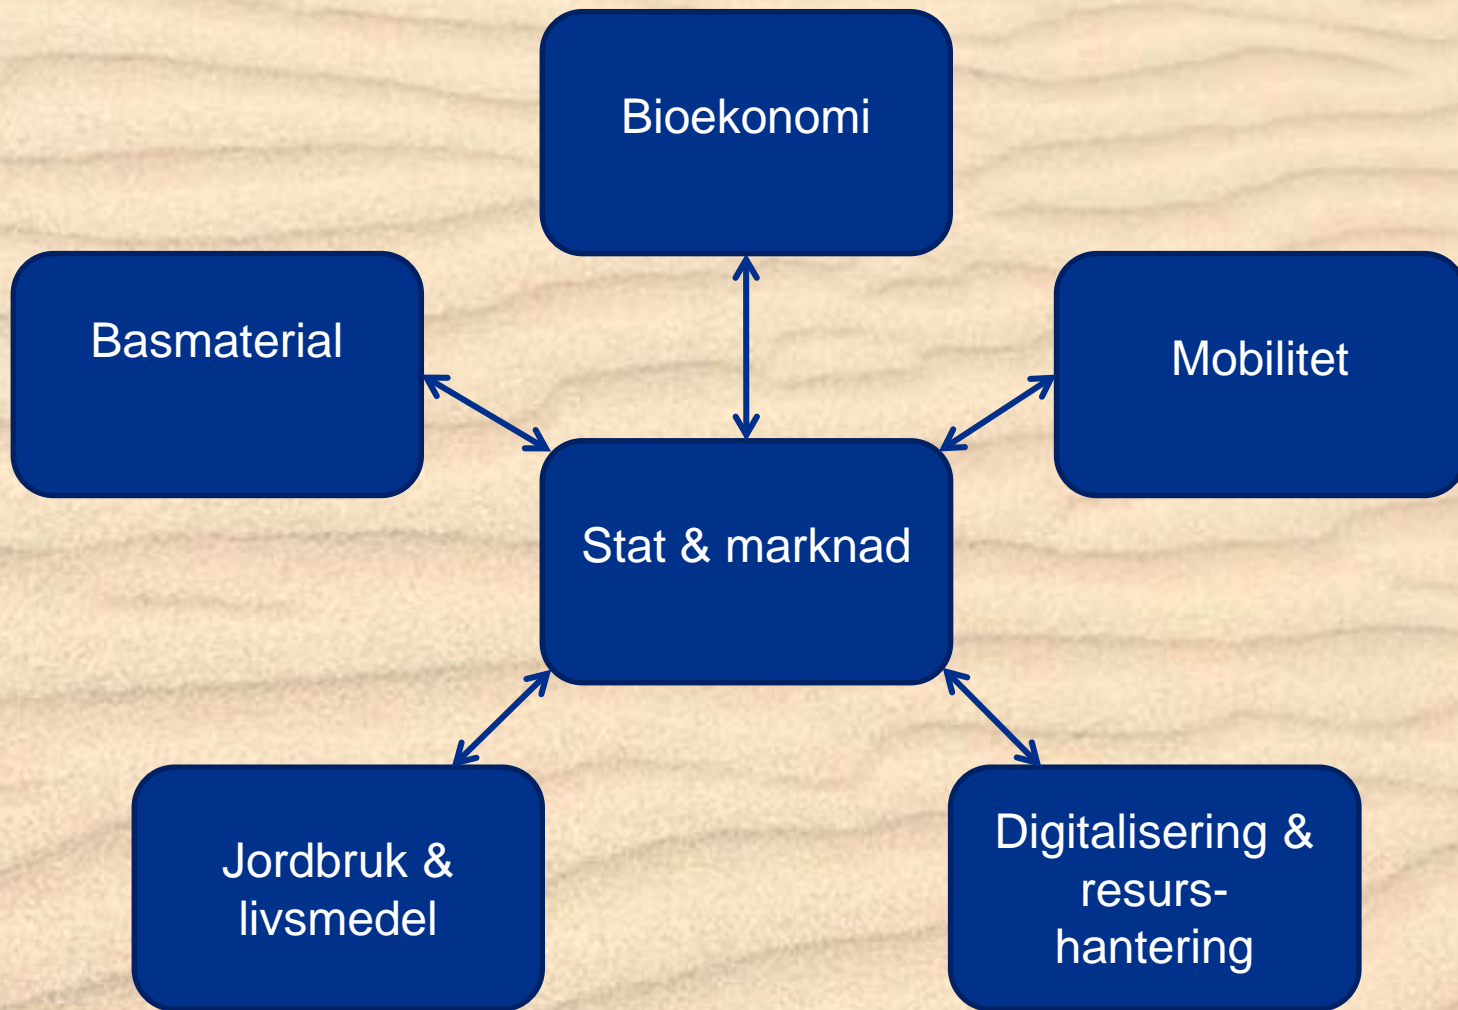 Bioekonomi
Basmaterial
Mobilitet
Stat & marknad
Jordbruk &
livsmedel
Digitalisering &
resurs-
hantering